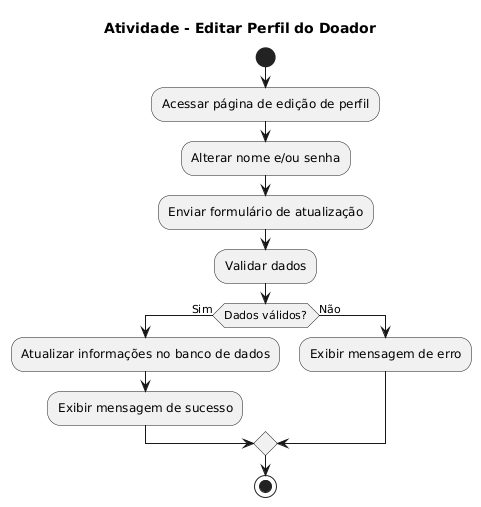 Atividade - Editar Perfil do Doador
Acessar página de edição de perfil
Alterar nome e/ou senha
Enviar formulário de atualização
Validar dados
Sim
Dados válidos?
Não
Atualizar informações no banco de dados
Exibir mensagem de erro
Exibir mensagem de sucesso